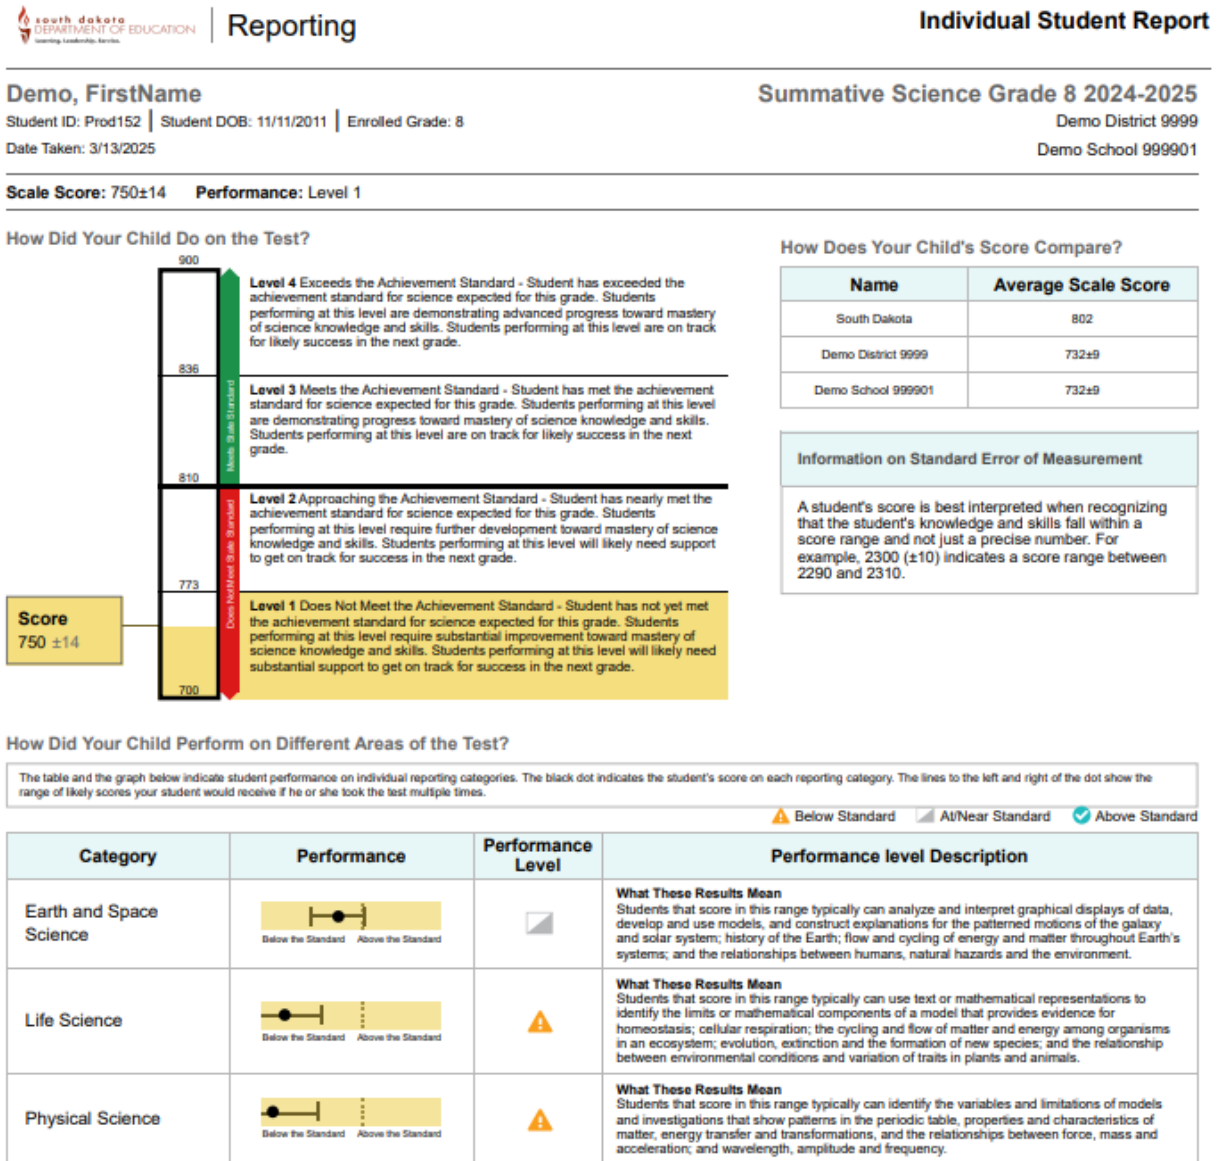 south dakota
DEPARTMENT OF EDUCATION
Learning. Leadership. Service.
Reporting
Individual Student Report
Demo, FirstName
Summative Science Grade 8 2024-2025
Student ID: Prod152 | Student DOB: 11/11/2011 | Enrolled Grade: 8
Demo District 9999
Date Taken: 3/13/2025
Demo School 999901
Scale Score: 750±14 Performance: Level 1
How Did Your Child Do on the Test?
900
836
810
773
700
Meets State Standard
Does Not Meet State Standard
Score
750 ±14
Level 4 Exceeds the Achievement Standard - Student has exceeded the
achievement standard for science expected for this grade. Students
performing at this level are demonstrating advanced progress toward mastery
of science knowledge and skills. Students performing at this level are on track
for likely success in the next grade.
Level 3 Meets the Achievement Standard - Student has met the achievement
standard for science expected for this grade. Students performing at this level
are demonstrating progress toward mastery of science knowledge and skills.
Students performing at this level are on track for likely success in the next
grade.
Level 2 Approaching the Achievement Standard - Student has nearly met the
achievement standard for science expected for this grade. Students
performing at this level require further development toward mastery of science
knowledge and skills. Students performing at this level will likely need support
to get on track for success in the next grade.
Level 1 Does Not Meet the Achievement Standard - Student has not yet met
the achievement standard for science expected for this grade. Students
performing at this level require substantial improvement toward mastery of
science knowledge and skills. Students performing at this level will likely need
substantial support to get on track for success in the next grade.
How Does Your Child's Score Compare?
Name Average Scale Score
South Dakota 802
Demo District 9999 732±9
Demo School 999901 732±9
Information on Standard Error of Measurement
A student's score is best interpreted when recognizing
that the student's knowledge and skills fall within a
score range and not just a precise number. For
example, 2300 (±10) indicates a score range between
2290 and 2310.
How Did Your Child Perform on Different Areas of the Test?
The table and the graph below indicate student performance on individual reporting categories. The black dot indicates the student's score on each reporting category. The lines to the left and right of the dot show the
range of likely scores your student would receive if he or she took the test multiple times.
Below Standard At/Near Standard Above Standard
Category Performance Performance Level Performance level Description
Earth and Space
Science
Below the Standard Above the Standard
What These Results Mean
Students that score in this range typically can analyze and interpret graphical displays of data,
develop and use models, and construct explanations for the patterned motions of the galaxy
and solar system; history of the Earth; flow and cycling of energy and matter throughout Earth's
systems; and the relationships between humans, natural hazards and the environment.
Life Science
Below the Standard Above the Standard
What These Results Mean
Students that score in this range typically can use text or mathematical representations to
identify the limits or mathematical components of a model that provides evidence for
homeostasis; cellular respiration; the cycling and flow of matter and energy among organisms
in an ecosystem; evolution, extinction and the formation of new species; and the relationship
between environmental conditions and variation of traits in plants and animals.
Physical Science
Below the Standard Above the Standard
What These Results Mean
Students that score in this range typically can identify the variables and limitations of models
and investigations that show patterns in the periodic table, properties and characteristics of
matter, energy transfer and transformations, and the relationships between force, mass and
acceleration; and wavelength, amplitude and frequency.